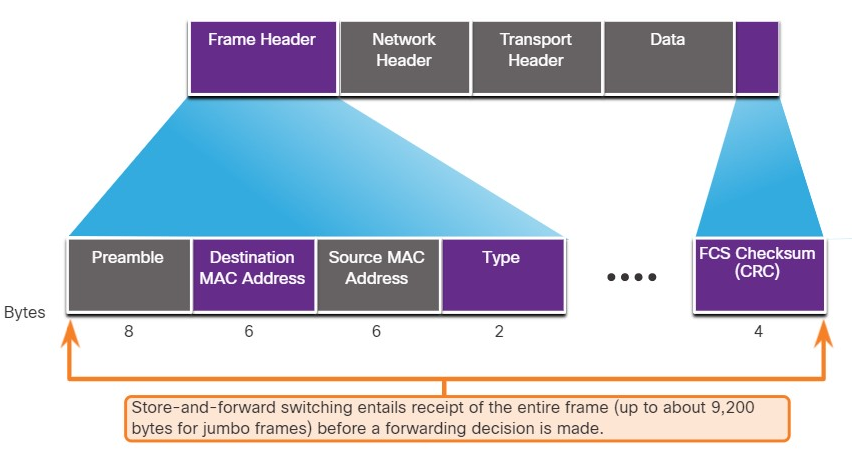 Frame Header
Network
Header
Transport
Header
Data
Preamble
Destination
MAC Address
Source MAC
Address
Type
FCS Checksum
(CRC)
Bytes
8
6
6
2
4
Store-and-forward switching entails receipt of the entire frame (up to about 9,200
bytes for jumbo frames) before a forwarding decision is made.